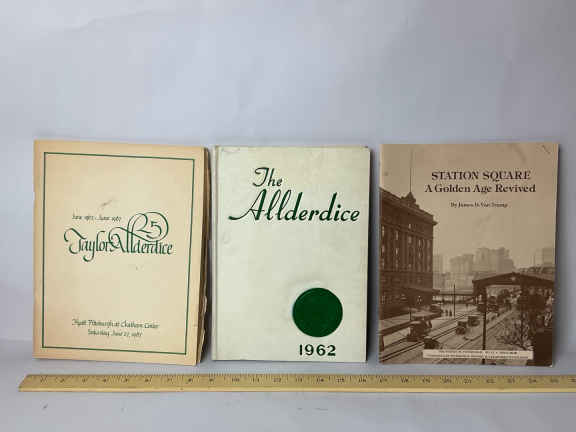 June 1962 - June 1987
25
Taylor Allderdice
Hyatt Pittsburgh at Chatham Center
Saturday, June 27, 1987
The
Allderdice
1962
STATION SQUARE
A Golden Age Revived
By James D. Van Trump